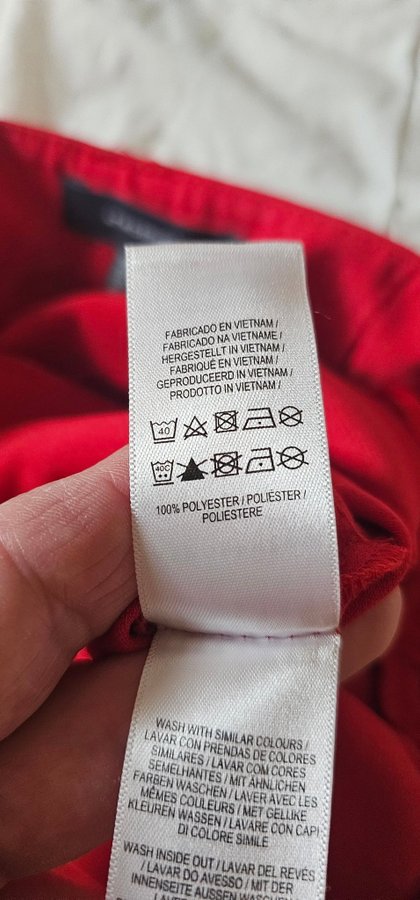 FABRICADO EN VIETNAM /
FABRICADO NA VIETNAME /
HERGESTELLT IN VIETNAM /
FABRIQUÉ EN VIETNAM /
GEPRODUCEERD IN VIETNAM /
PRODOTTO IN VIETNAM /
40
40C
100% POLYESTER / POLIÉSTER /
POLIESTERE
WASH WITH SIMILAR COLOURS /
LAVAR CON PRENDAS DE COLORES
SIMILARES / LAVAR COM CORES
SEMELHANTES / MIT ÄHNLICHEN
FARBEN WASCHEN / LAVER AVEC LES
MÊMES COULEURS / MET GELIJKE
KLEUREN WASSEN / LAVARE CON CAPI
DI COLORE SIMILE
WASH INSIDE OUT / LAVAR DEL REVÉS
/ LAVAR DO AVESSO / MIT DER
INNENSEITE AUSSEN WASCHEN